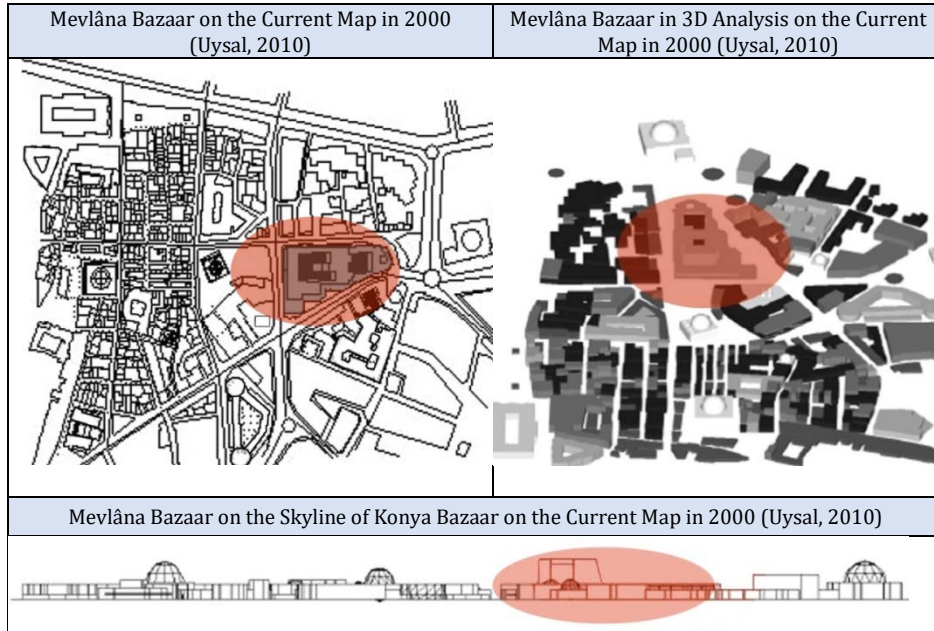 Mevlâna Bazaar on the Current Map in 2000
(Uysal, 2010)
Mevlâna Bazaar in 3D Analysis on the Current
Map in 2000 (Uysal, 2010)
Mevlâna Bazaar on the Skyline of Konya Bazaar on the Current Map in 2000 (Uysal, 2010)